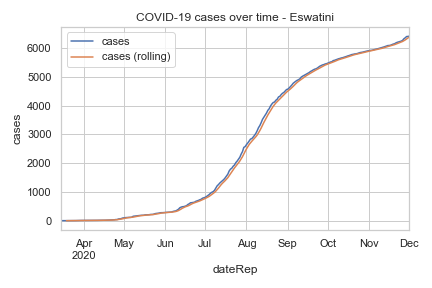 COVID-19 cases over time - Eswatini
cases
cases (rolling)
6000
5000
4000
3000
2000
1000
0
cases
Apr May Jun Jul Aug Sep Oct Nov Dec
2020
dateRep